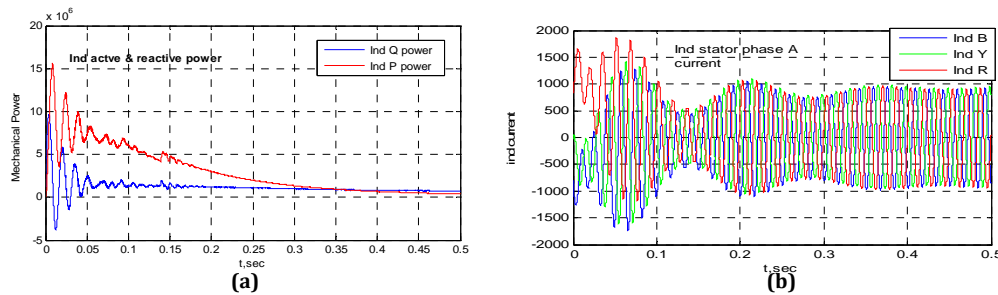 x 10^6
20
15
10
5
0
-5
Mechanical Power
Ind actve & reactive power
Ind Q power
Ind P power
0 0.05 0.1 0.15 0.2 0.25 0.3 0.35 0.4 0.45 0.5
t,sec
(a)
2000
1500
1000
500
0
-500
-1000
-1500
-2000
indcurrent
Ind stator phase A
current
Ind B
Ind Y
Ind R
0 0.1 0.2 0.3 0.4 0.5
t,sec
(b)